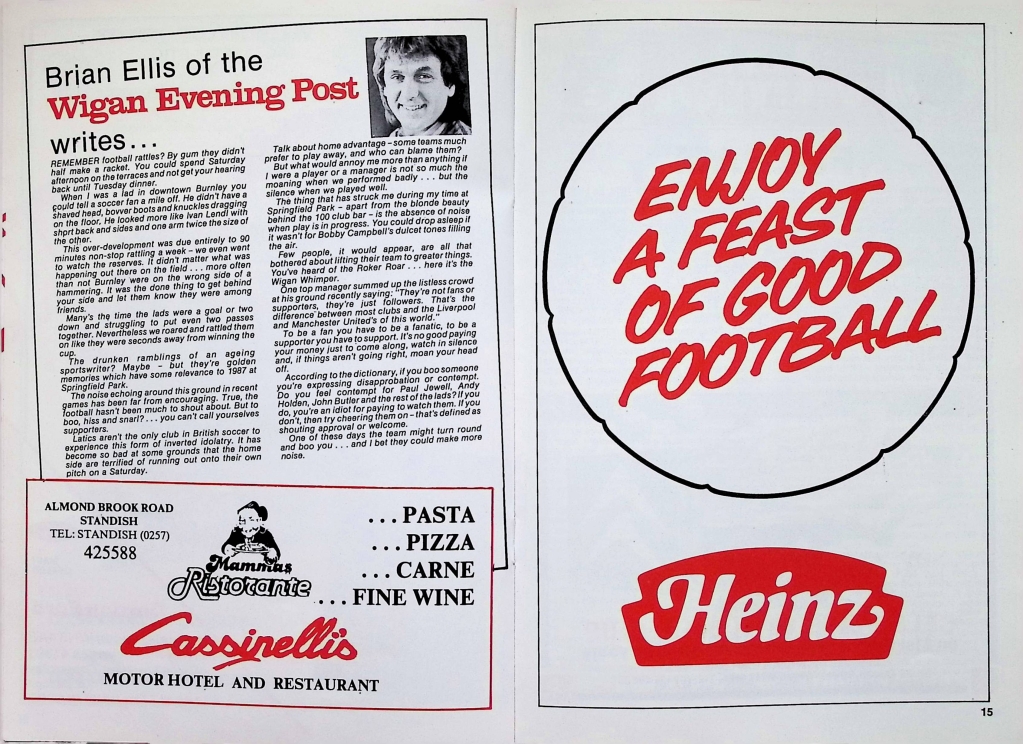 Brian Ellis of the
Wigan Evening Post
writes...
REMEMBER football rattles? By gum they didn't
half make a racket. You could spend Saturday
afternoon on the terraces and not get your hearing
back until Tuesday dinner.
When I was a lad in downtown Burnley you
could tell a soccer fan a mile off. He didn't have a
shaved head, bovver boots and knuckles dragging
on the floor. He looked more like Ivan Lendl with
shprt back and sides and one arm twice the size of
the other.
This over-development was due entirely to 90
minutes non-stop rattling a week – we even went
to watch the reserves. It didn't matter what was
happening out there on the field ... more often
than not Burnley were on the wrong side of a
hammering. It was the done thing to get behind
your side and let them know they were among
friends.
Many's the time the lads were a goal or two
down and struggling to put even two passes
together. Nevertheless we roared and rattled them
on like they were seconds away from winning the
cup.
The drunken ramblings of an ageing
sportswriter? Maybe – but they're golden
memories which have some relevance to 1987 at
Springfield Park.
The noise echoing around this ground in recent
games has been far from encouraging. True, the
football hasn't been much to shout about. But to
boo, hiss and snarl? ... you can't call yourselves
supporters.
Latics aren't the only club in British soccer to
experience this form of inverted idolatry. It has
become so bad at some grounds that the home
side are terrified of running out onto their own
pitch on a Saturday.
Talk about home advantage – some teams much
prefer to play away, and who can blame them?
But what would annoy me more than anything if
I were a player or a manager is not so much the
moaning when we performed badly ... but the
silence when we played well.
The thing that has struck me during my time at
Springfield Park – apart from the blonde beauty
behind the 100 club bar – is the absence of noise
when play is in progress. You could drop asleep if
it wasn't for Bobby Campbell's dulcet tones filling
the air.
Few people, it would appear, are all that
bothered about lifting their team to greater things.
You've heard of the Roker Roar ... here it's the
Wigan Whimper.
One top manager summed up the listless crowd
at his ground recently saying: "They're not fans or
supporters, they're just followers. That's the
difference between most clubs and the Liverpool
and Manchester United's of this world."
To be a fan you have to be a fanatic, to be a
supporter you have to support. It's no good paying
your money just to come along, watch in silence
and, if things aren't going right, moan your head
off.
According to the dictionary, if you boo someone
you're expressing disapprobation or contempt.
Do you feel contempt for Paul Jewell, Andy
Holden, John Butler and the rest of the lads? If you
do, you're an idiot for paying to watch them. If you
don't, then try cheering them on – that's defined as
shouting approval or welcome.
One of these days the team might turn round
and boo you ... and I bet they could make more
noise.
ALMOND BROOK ROAD
STANDISH
TEL: STANDISH (0257)
425588
Mammas
Ristorante
...PASTA
...PIZZA
...CARNE
...FINE WINE
Cassinelli's
MOTOR HOTEL AND RESTAURANT
ENJOY
A FEAST
OF GOOD
FOOTBALL
Heinz
15